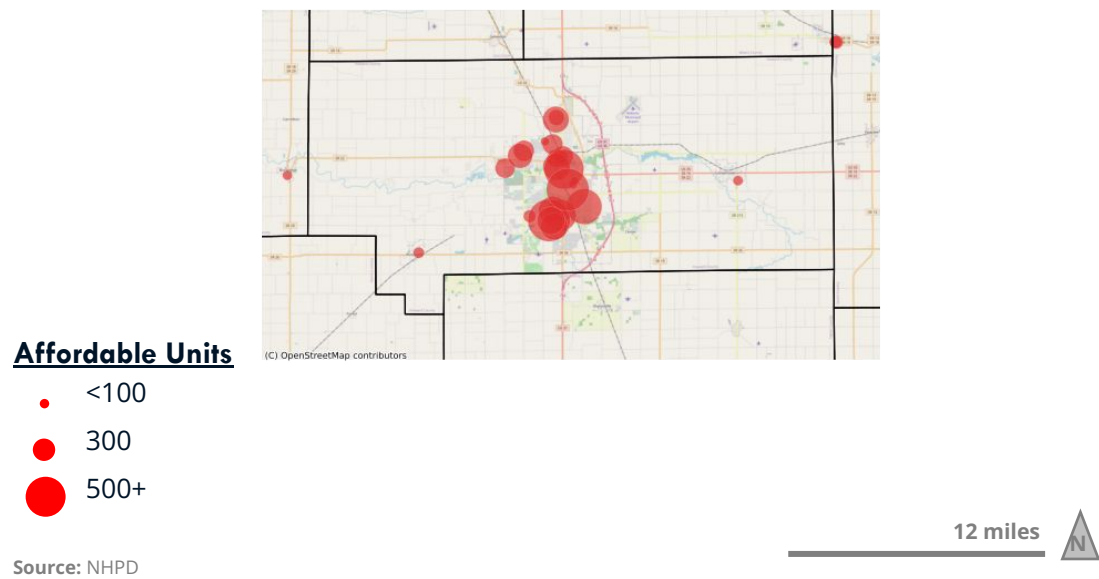 (C) OpenStreetMap contributors
Affordable Units
<100
300
500+
12 miles
N
Source: NHPD